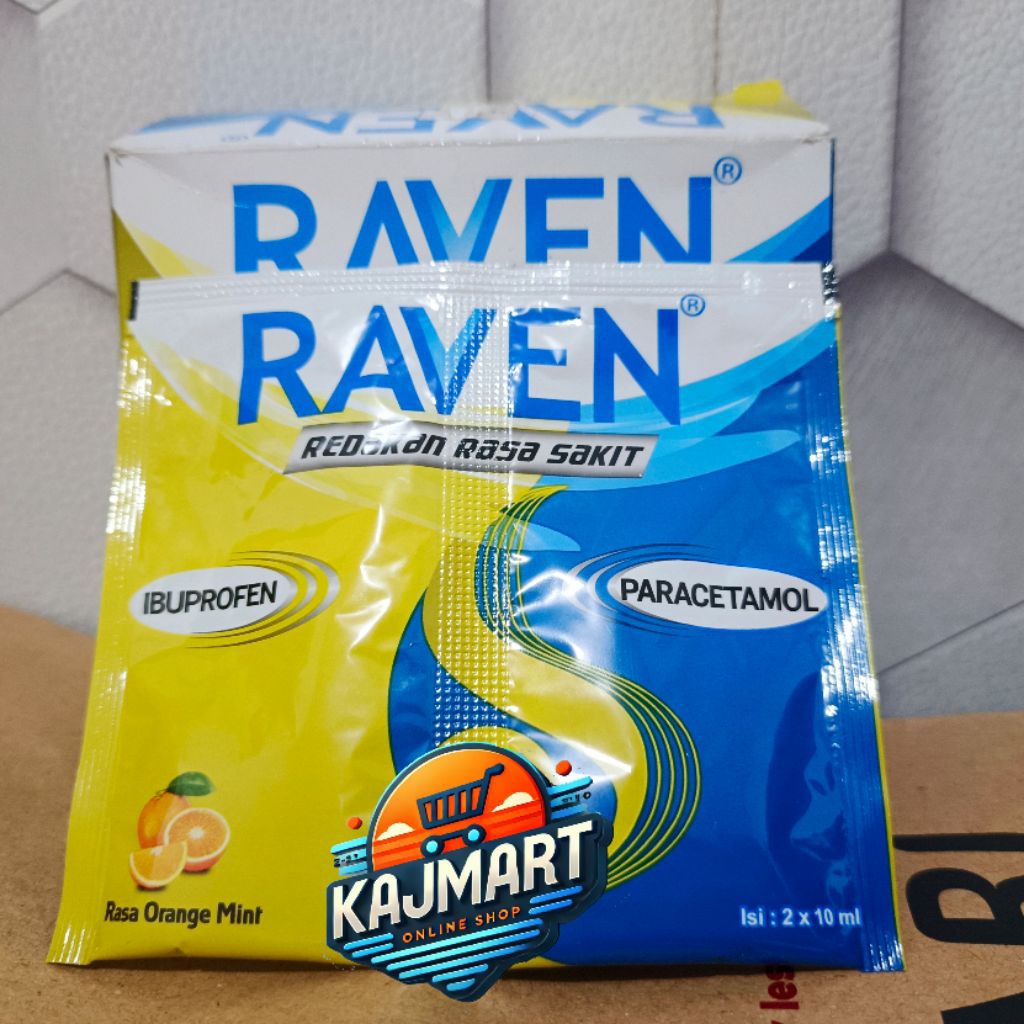 RAVEN
RAVEN®
RAVEN®
REDAKAN RASA SAKIT
IBUPROFEN
PARACETAMOL
Rasa Orange Mint
Isi : 2 x 10 ml
KAJMART
ONLINE SHOP